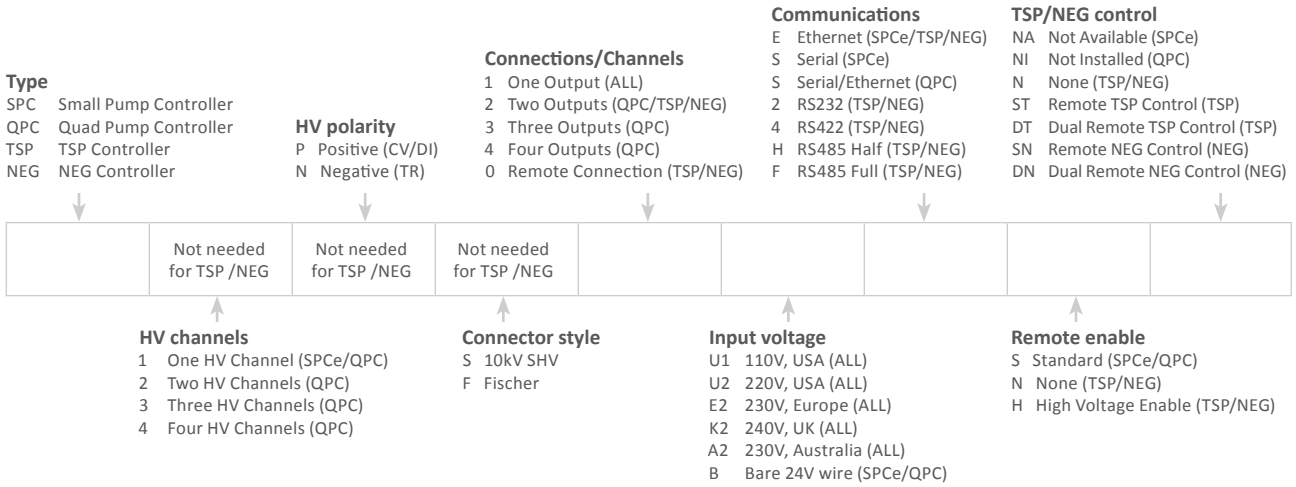 Type
SPC Small Pump Controller
QPC Quad Pump Controller
TSP TSP Controller
NEG NEG Controller
HV polarity
P Positive (CV/DI)
N Negative (TR)
Connections/Channels
1 One Output (ALL)
2 Two Outputs (QPC/TSP/NEG)
3 Three Outputs (QPC)
4 Four Outputs (QPC)
0 Remote Connection (TSP/NEG)
Communications
E Ethernet (SPCe/TSP/NEG)
S Serial (SPCe)
S Serial/Ethernet (QPC)
2 RS232 (TSP/NEG)
4 RS422 (TSP/NEG)
H RS485 Half (TSP/NEG)
F RS485 Full (TSP/NEG)
TSP/NEG control
NA Not Available (SPCe)
NI Not Installed (QPC)
N None (TSP/NEG)
ST Remote TSP Control (TSP)
DT Dual Remote TSP Control (TSP)
SN Remote NEG Control (NEG)
DN Dual Remote NEG Control (NEG)
Not needed
for TSP /NEG
Not needed
for TSP /NEG
Not needed
for TSP /NEG
HV channels
1 One HV Channel (SPCe/QPC)
2 Two HV Channels (QPC)
3 Three HV Channels (QPC)
4 Four HV Channels (QPC)
Connector style
S 10kV SHV
F Fischer
Input voltage
U1 110V, USA (ALL)
U2 220V, USA (ALL)
E2 230V, Europe (ALL)
K2 240V, UK (ALL)
A2 230V, Australia (ALL)
B Bare 24V wire (SPCe/QPC)
Remote enable
S Standard (SPCe/QPC)
N None (TSP/NEG)
H High Voltage Enable (TSP/NEG)